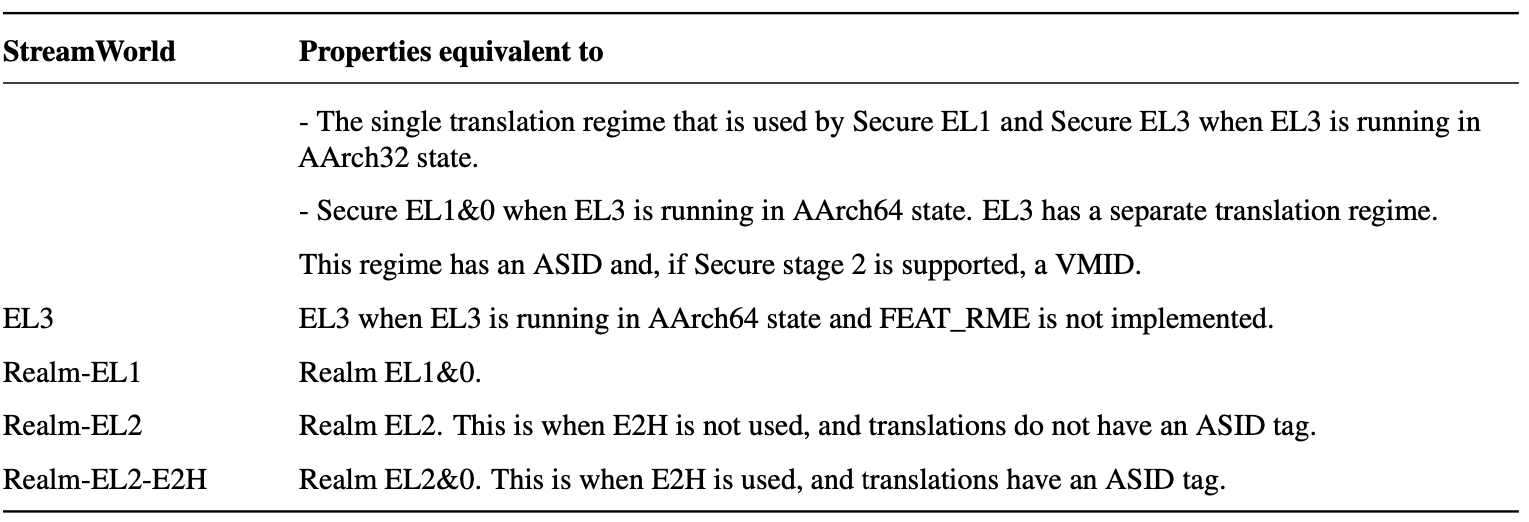 StreamWorld Properties equivalent to
- The single translation regime that is used by Secure EL1 and Secure EL3 when EL3 is running in
AArch32 state.
- Secure EL1&0 when EL3 is running in AArch64 state. EL3 has a separate translation regime.
This regime has an ASID and, if Secure stage 2 is supported, a VMID.
EL3 EL3 when EL3 is running in AArch64 state and FEAT_RME is not implemented.
Realm-EL1 Realm EL1&0.
Realm-EL2 Realm EL2. This is when E2H is not used, and translations do not have an ASID tag.
Realm-EL2-E2H Realm EL2&0. This is when E2H is used, and translations have an ASID tag.